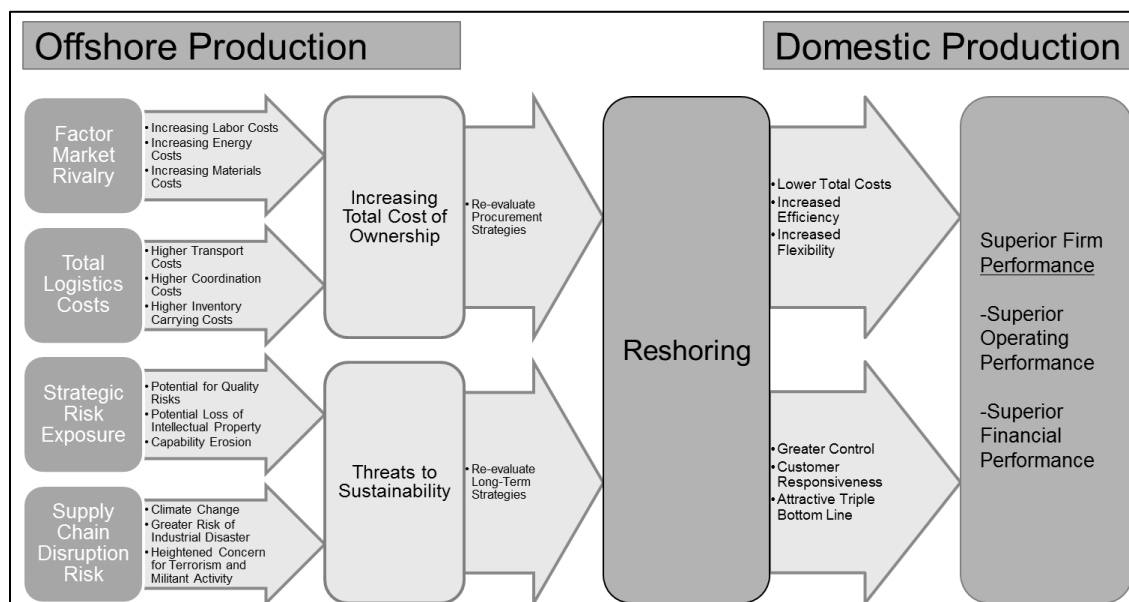 Offshore Production
Domestic Production
Factor
Market
Rivalry
• Increasing Labor Costs
• Increasing Energy
Costs
• Increasing Materials
Costs
Total
Logistics
Costs
• Higher Transport
Costs
• Higher Coordination
Costs
• Higher Inventory
Carrying Costs
Increasing
Total Cost of
Ownership
• Re-evaluate
Procurement
Strategies
Strategic
Risk
Exposure
• Potential for Quality
Risks
• Potential Loss of
Intellectual Property
• Capability Erosion
Supply
Chain
Disruption
Risk
• Climate Change
• Greater Risk of
Industrial Disaster
• Heightened Concern
for Terrorism and
Militant Activity
Threats to
Sustainability
• Re-evaluate
Long-Term
Strategies
Reshoring
• Lower Total Costs
• Increased
Efficiency
• Increased
Flexibility
• Greater Control
• Customer
Responsiveness
• Attractive Triple
Bottom Line
Superior Firm
Performance
-Superior
Operating
Performance
-Superior
Financial
Performance